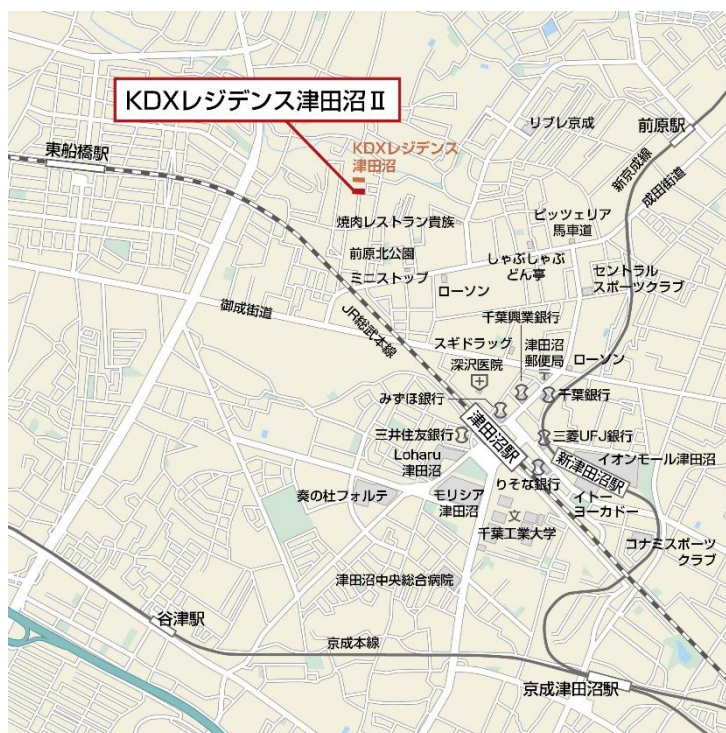 KDXレジデンス津田沼Ⅱ
リブレ京成
前原駅
東船橋駅
KDXレジデンス
津田沼
新京成線
成田街道
焼肉レストラン貴族
ピッツェリア
馬車道
前原北公園
しゃぶしゃぶ
どん亭
ミニストップ
ローソン
セントラル
スポーツクラブ
御成街道
JR総武本線
千葉興業銀行
スギドラッグ
津田沼
郵便局
ローソン
深沢医院
みずほ銀行
千葉銀行
津田沼駅
三井住友銀行
三菱UFJ銀行
Loharu
津田沼
新津田沼駅
イオンモール津田沼
りそな銀行
奏の杜フォルテ
モリシア
津田沼
イトー
ヨーカドー
千葉工業大学
コナミスポーツ
クラブ
津田沼中央総合病院
谷津駅
京成本線
京成津田沼駅